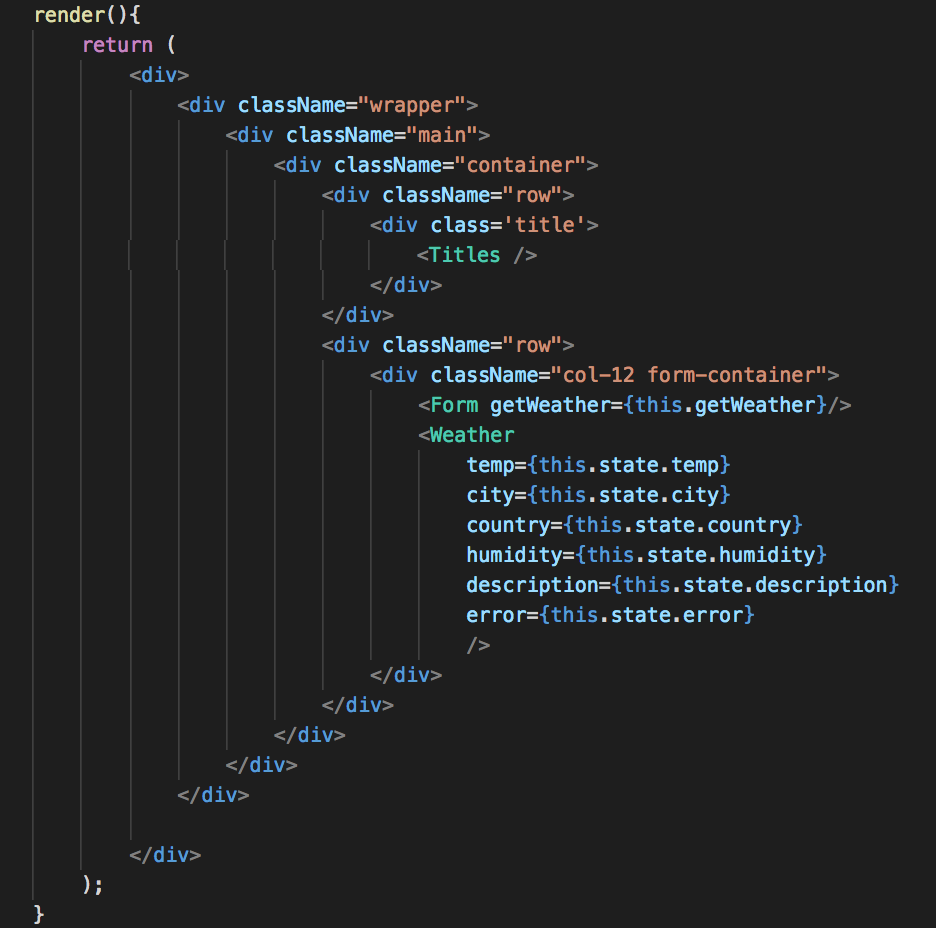 render(){
    return (
        <div>
            <div className="wrapper">
                <div className="main">
                    <div className="container">
                        <div className="row">
                            <div class='title'>
                                <Titles />
                            </div>
                        </div>
                        <div className="row">
                            <div className="col-12 form-container">
                                <Form getWeather={this.getWeather}/>
                                <Weather
                                    temp={this.state.temp}
                                    city={this.state.city}
                                    country={this.state.country}
                                    humidity={this.state.humidity}
                                    description={this.state.description}
                                    error={this.state.error}
                                    />
                            </div>
                        </div>
                    </div>
                </div>
            </div>

        </div>
    );
}